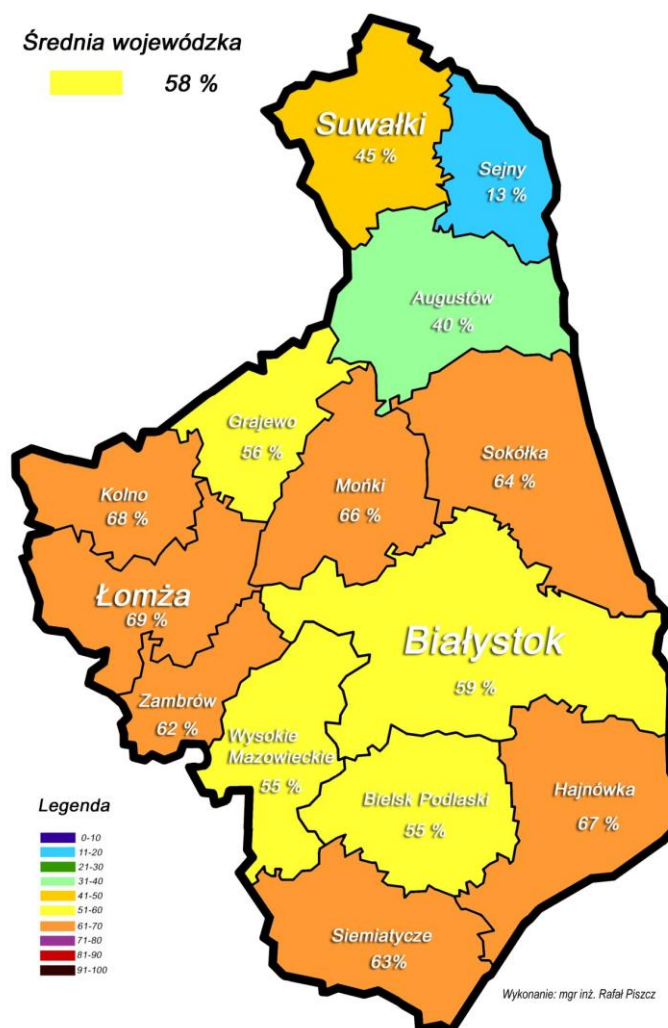 Średnia wojewódzka
58 %
Suwałki
45 %
Sejny
13 %
Augustów
40 %
Grajewo
56 %
Mońki
66 %
Sokółka
64 %
Kolno
68 %
Łomża
69 %
Białystok
59 %
Zambrów
62 %
Wysokie
Mazowieckie
55 %
Bielsk Podlaski
55 %
Hajnówka
67 %
Siemiatycze
63%
Legenda
0-10
11-20
21-30
31-40
41-50
51-60
61-70
71-80
81-90
91-100
Wykonanie: mgr inż. Rafał Piszcz